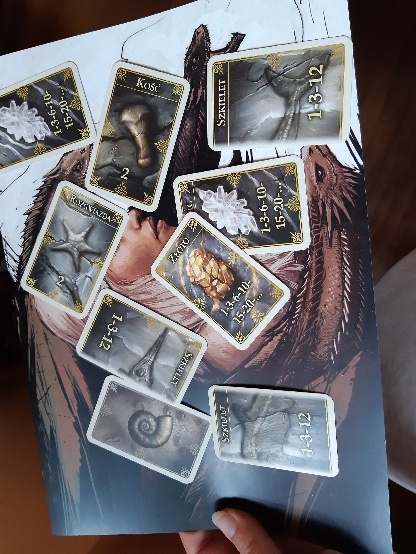 1-3-6-10-
15-20-...
KOŚĆ
2
SZKIELET
1-3-12
1-3-6-10-
15-20-...
2
ZŁOTO
1-3-6-10-
15-20-...
1-3-12
SZKIELET
SZKIELET
1-3-12